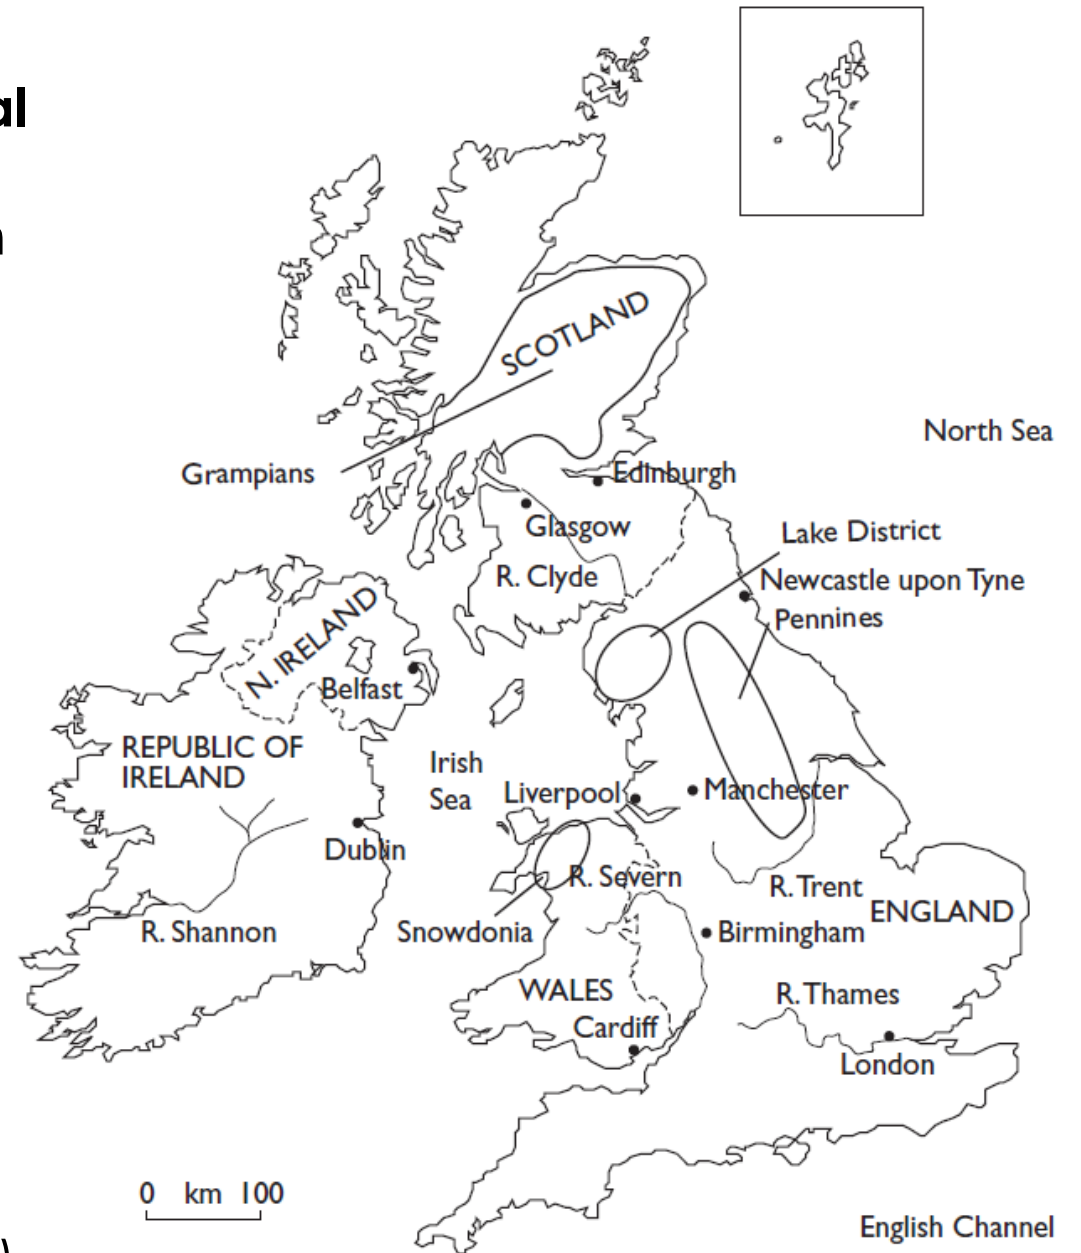 al
n
SCOTLAND
North Sea
Grampians
Edinburgh
Glasgow
Lake District
R. Clyde
Newcastle upon Tyne
Pennines
N. IRELAND
Belfast
REPUBLIC OF
IRELAND
Irish
Sea
Liverpool
Manchester
Dublin
R. Severn
R. Trent
ENGLAND
R. Shannon
Snowdonia
Birmingham
WALES
R. Thames
Cardiff
London
0 km 100
English Channel
)